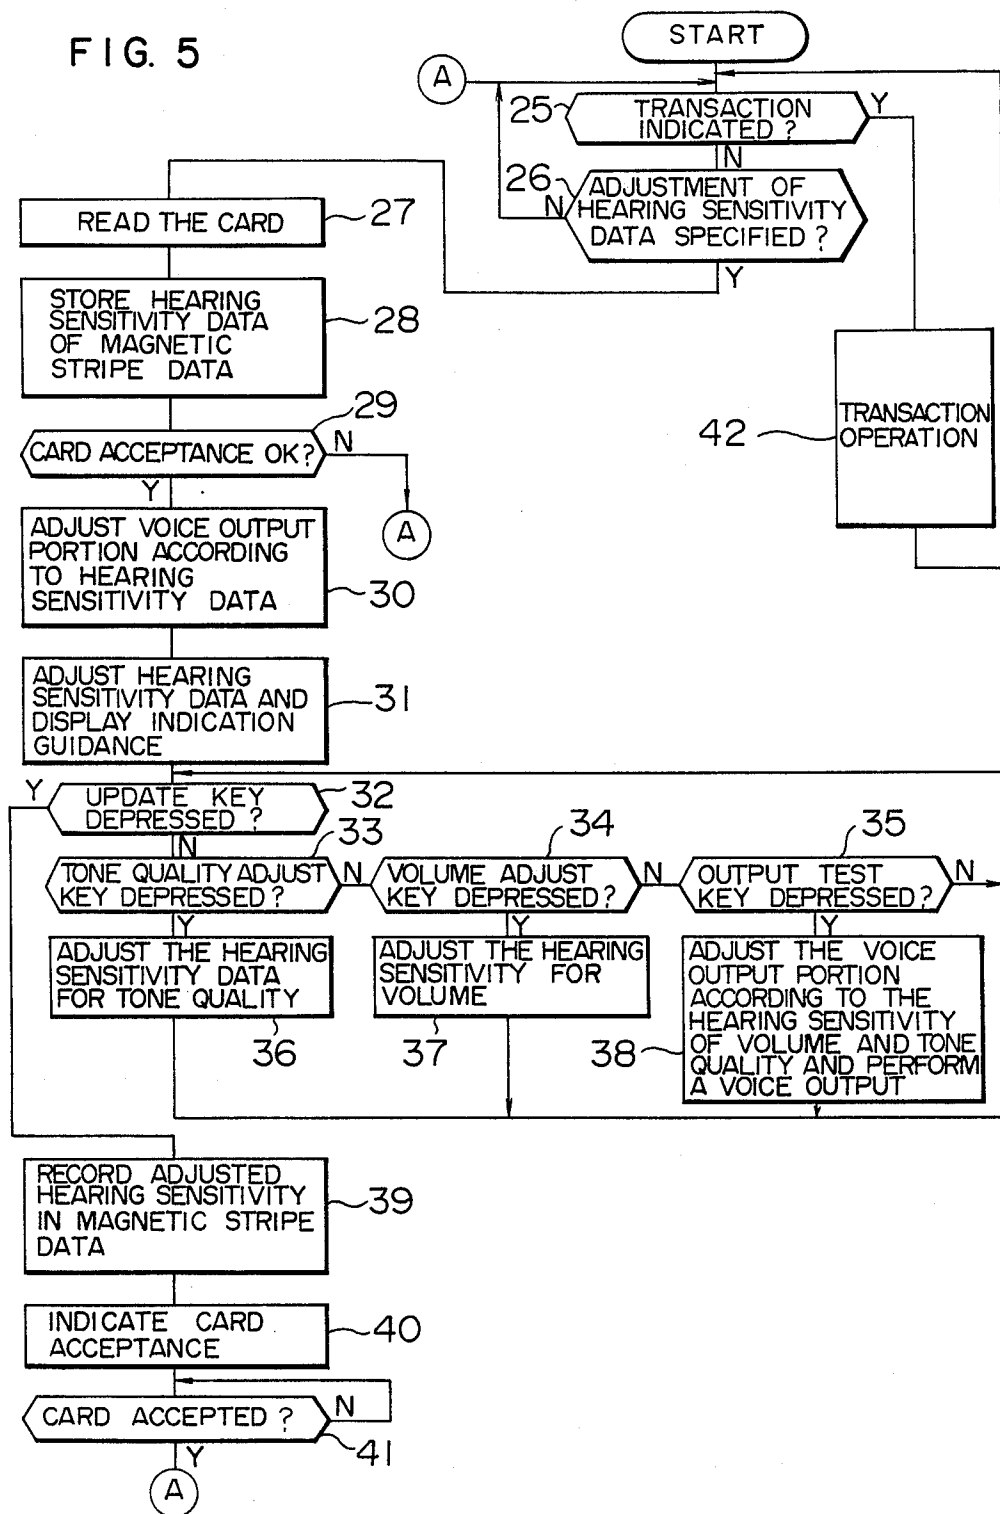 FIG. 5
START
A
25
TRANSACTION
INDICATED ?
Y
N
26
ADJUSTMENT OF
HEARING SENSITIVITY
DATA SPECIFIED ?
N
Y
READ THE CARD
27
STORE HEARING
SENSITIVITY DATA
OF MAGNETIC
STRIPE DATA
28
TRANSACTION
OPERATION
42
29
CARD ACCEPTANCE OK ?
N
Y
A
ADJUST VOICE OUTPUT
PORTION ACCORDING
TO HEARING
SENSITIVITY DATA
30
ADJUST HEARING
SENSITIVITY DATA AND
DISPLAY INDICATION
GUIDANCE
31
Y
UPDATE KEY
DEPRESSED ?
32
N
33
TONE QUALITY ADJUST
KEY DEPRESSED ?
N
Y
34
VOLUME ADJUST
KEY DEPRESSED ?
N
Y
35
OUTPUT TEST
KEY DEPRESSED ?
N
Y
ADJUST THE HEARING
SENSITIVITY DATA
FOR TONE QUALITY
36
ADJUST THE HEARING
SENSITIVITY FOR
VOLUME
37
ADJUST THE VOICE
OUTPUT PORTION
ACCORDING TO THE
HEARING SENSITIVITY
OF VOLUME AND TONE
QUALITY AND PERFORM
A VOICE OUTPUT
38
RECORD ADJUSTED
HEARING SENSITIVITY
IN MAGNETIC STRIPE
DATA
39
INDICATE CARD
ACCEPTANCE
40
CARD ACCEPTED ?
N
41
Y
A